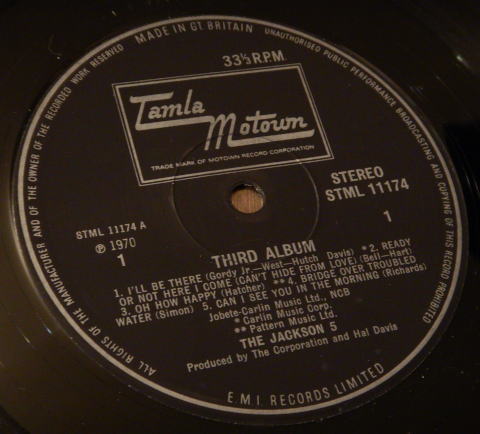 MADE IN Gt. BRITAIN
ALL RIGHTS OF THE MANUFACTURER AND OF THE OWNER OF THE RECORDED WORK RESERVED
UNAUTHORISED PUBLIC PERFORMANCE BROADCASTING AND COPYING OF THIS RECORD PROHIBITED
33⅓ R.P.M.
Tamla
Motown
TRADE MARK OF MOTOWN RECORD CORPORATION
STEREO
STML 11174
STML 11174 A
℗ 1970
1
1
THIRD ALBUM
1. I'LL BE THERE (Gordy Jr—West—Hutch Davis) *2. READY
OR NOT HERE I COME (CAN'T HIDE FROM LOVE) (Bell-Hart)
3. OH HOW HAPPY (Hatcher) **4. BRIDGE OVER TROUBLED
WATER (Simon) 5. CAN I SEE YOU IN THE MORNING (Richards)
Jobete-Carlin Music Ltd., NCB
* Carlin Music Corp.
** Pattern Music Ltd.
THE JACKSON 5
Produced by The Corporation and Hal Davis
E.M.I. RECORDS LIMITED